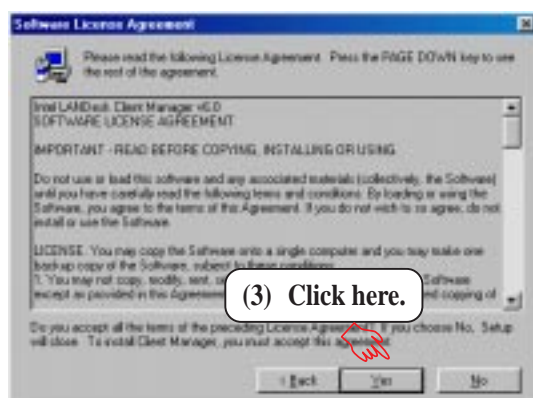 Software License Agreement
Please read the following License Agreement. Press the PAGE DOWN key to see
the rest of the agreement.
Intel LANDesk Client Manager v6.0
SOFTWARE LICENSE AGREEMENT
IMPORTANT - READ BEFORE COPYING, INSTALLING OR USING.
Do not use or load this software and any associated materials (collectively, the Software)
until you have carefully read the following terms and conditions. By loading or using the
Software, you agree to the terms of this Agreement. If you do not wish to so agree, do not
install or use the Software.
LICENSE. You may copy the Software onto a single computer and you may make one
back-up copy of the Software, subject to these conditions:
1. You may not copy, modify, rent, Software
except as provided in this Agreement copying of
(3) Click here.
Do you accept all the terms of the preceding License Agreement? If you choose No, Setup
will close. To install Client Manager, you must accept this agreement.
< Back
Yes
No